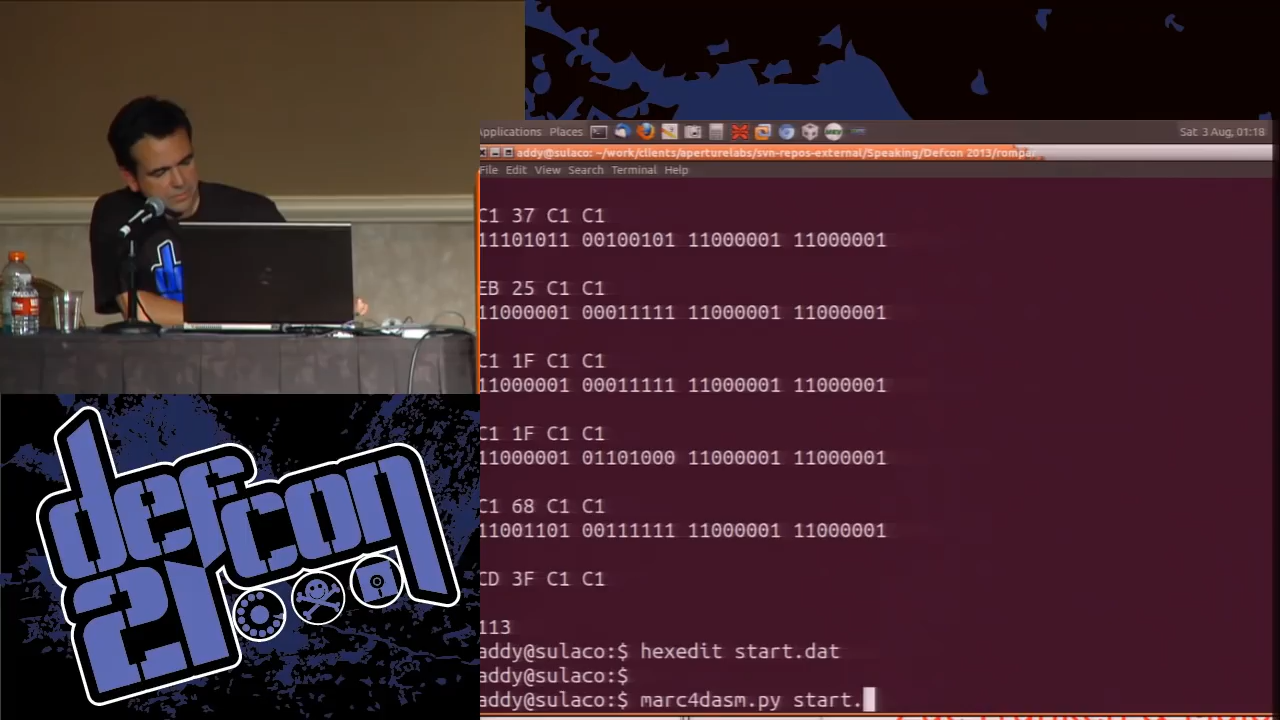 Applications Places
Sat 3 Aug, 01:18
addy@sulaco: ~/work/clients/aperturelabs/svn-repos-external/Speaking/Defcon 2013/rompar
File Edit View Search Terminal Help
C1 37 C1 C1
11101011 00100101 11000001 11000001
EB 25 C1 C1
11000001 00011111 11000001 11000001
C1 1F C1 C1
11000001 00011111 11000001 11000001
C1 1F C1 C1
11000001 01101000 11000001 11000001
C1 68 C1 C1
11001101 00111111 11000001 11000001
CD 3F C1 C1
113
addy@sulaco:$ hexedit start.dat
addy@sulaco:$
addy@sulaco:$ marc4dasm.py start.
defcon
21